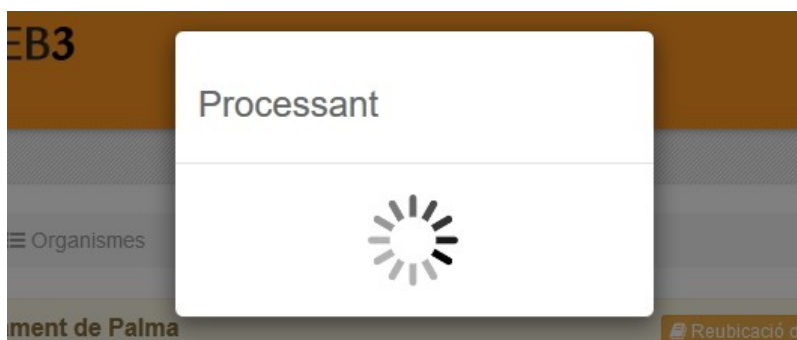 EB3
Processant
Organismes
ment de Palma
Reubicació